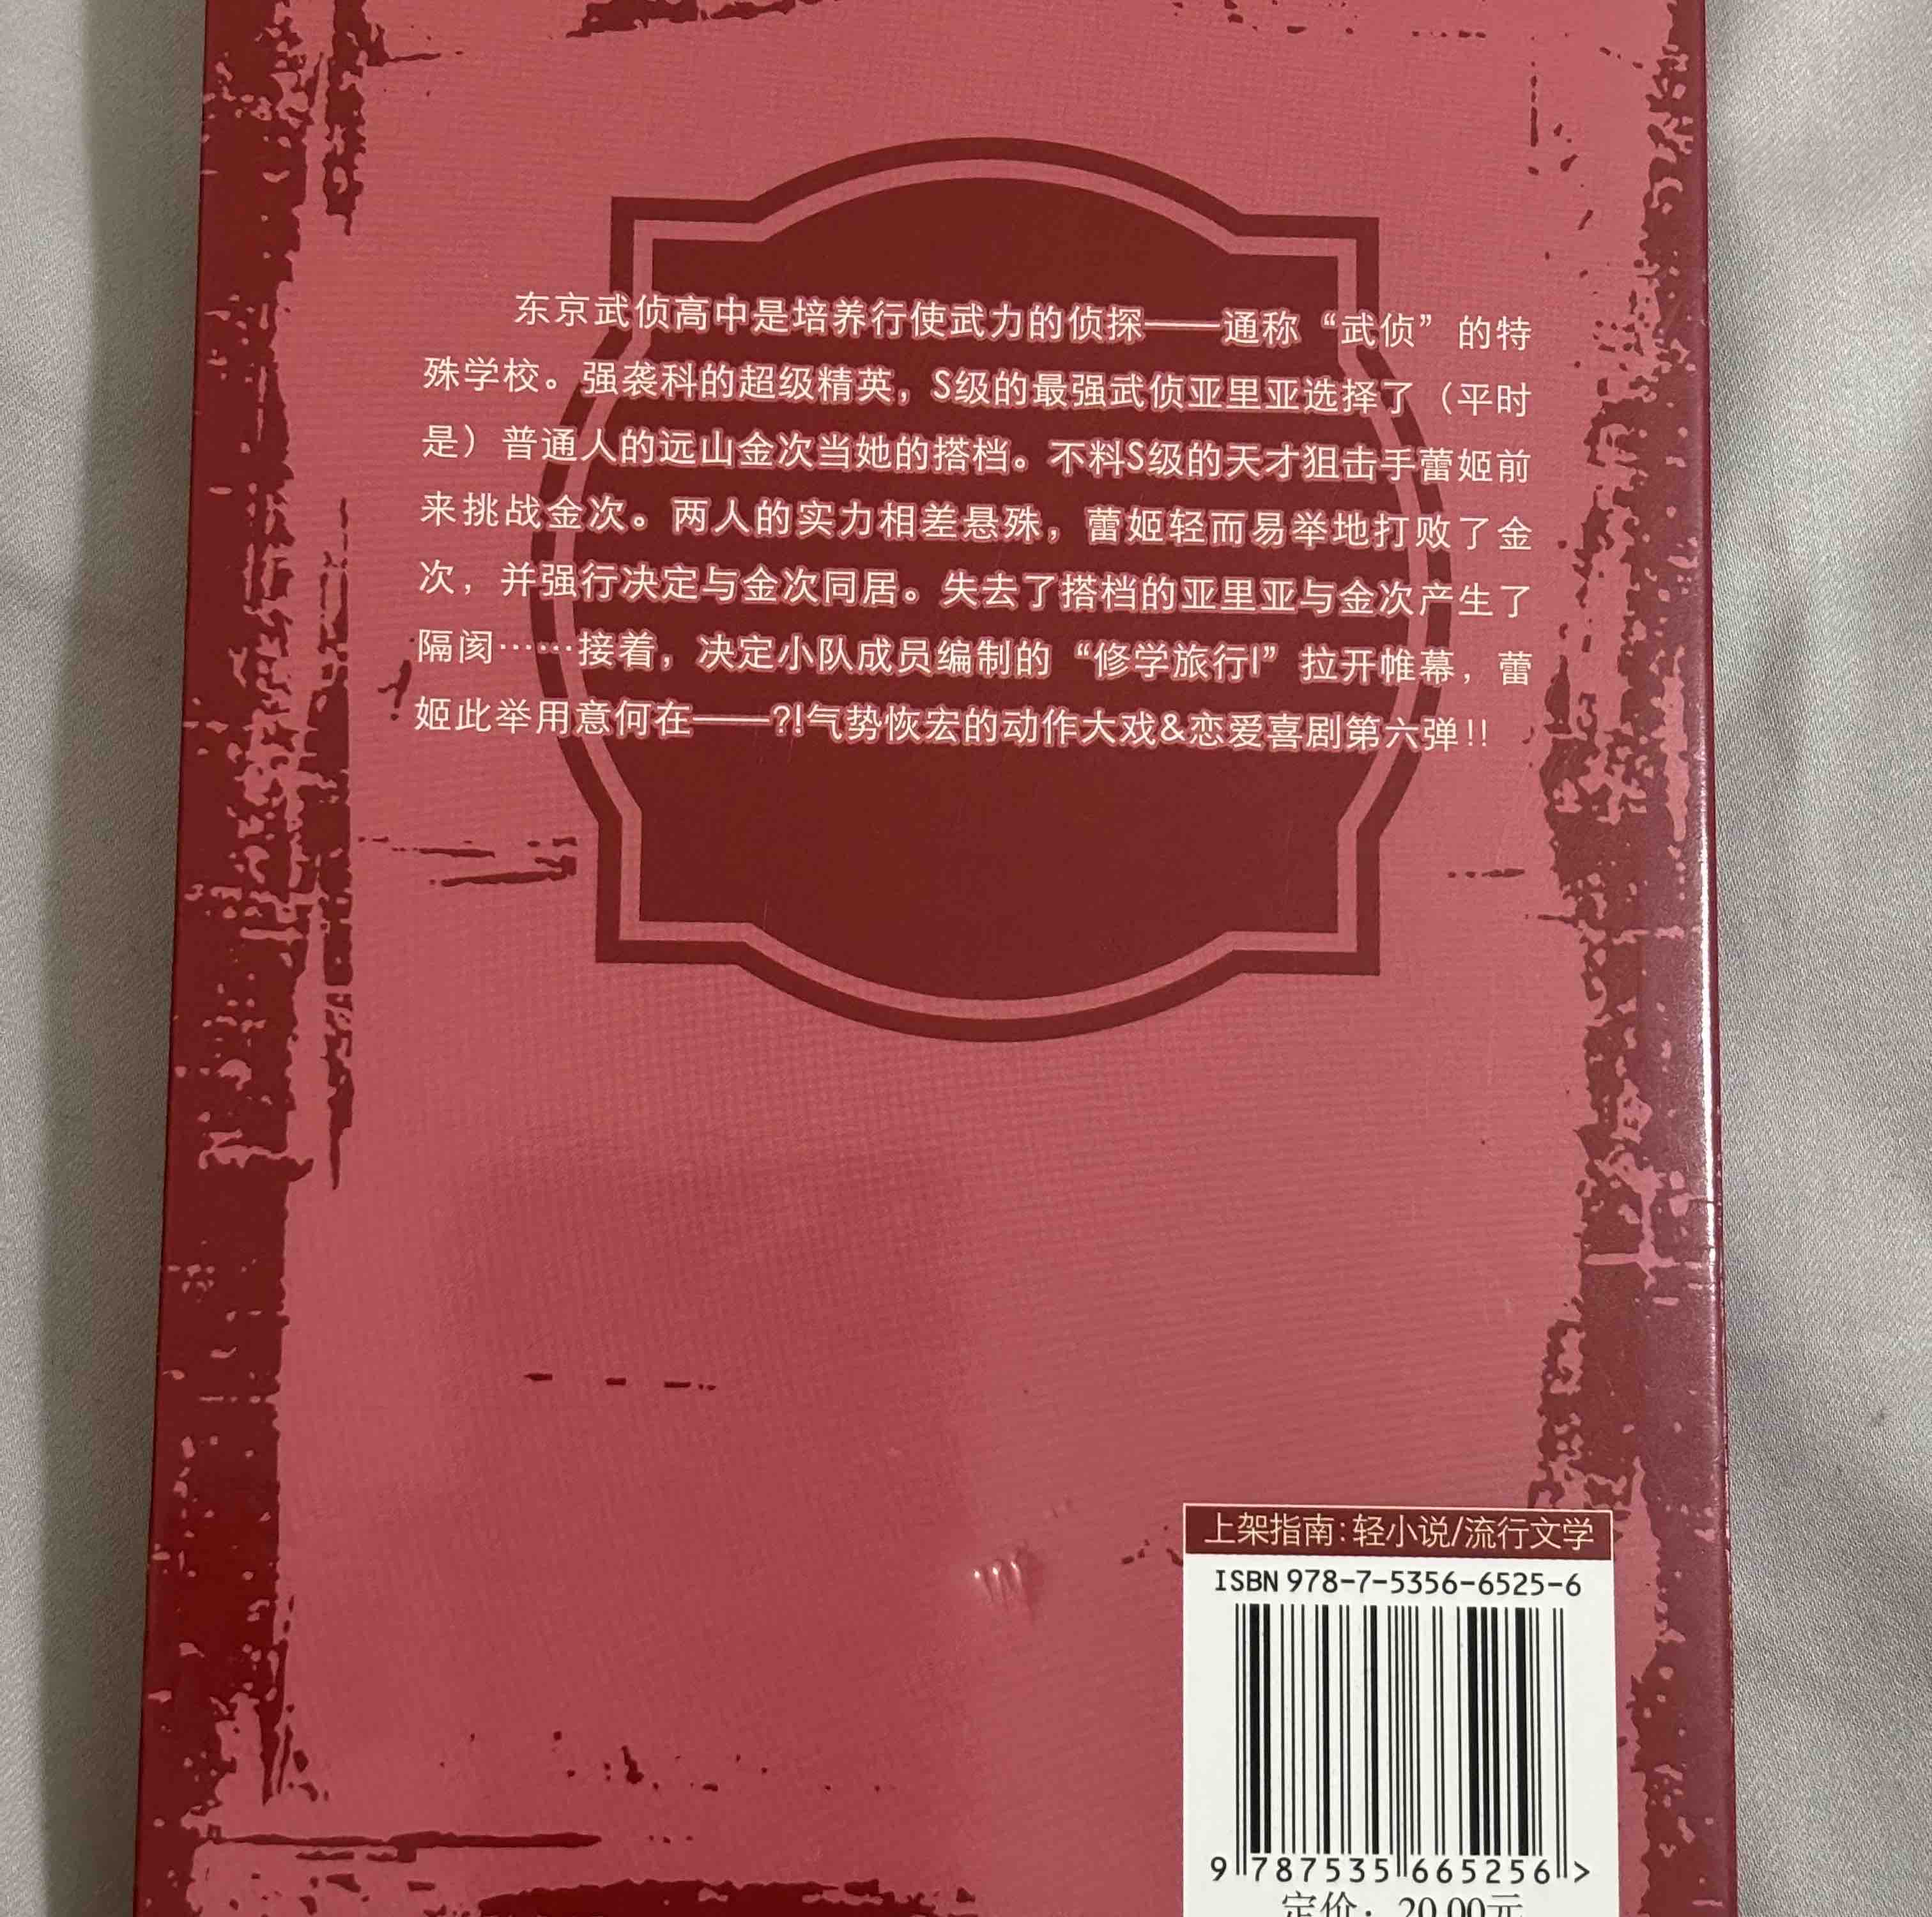 东京武侦高中是培养行使武力的侦探——通称“武侦”的特
殊学校。强袭科的超级精英，S级的最强武侦亚里亚选择了（平时
是）普通人的远山金次当她的搭档。不料S级的天才狙击手蕾姬前
来挑战金次。两人的实力相差悬殊，蕾姬轻而易举地打败了金
次，并强行决定与金次同居。失去了搭档的亚里亚与金次产生了
隔阂……接着，决定小队成员编制的“修学旅行I”拉开帷幕，蕾
姬此举用意何在——?!气势恢宏的动作大戏&恋爱喜剧第六弹!!
上架指南:轻小说/流行文学
ISBN 978-7-5356-6525-6
9 787535 665256 >
定价：20.00元